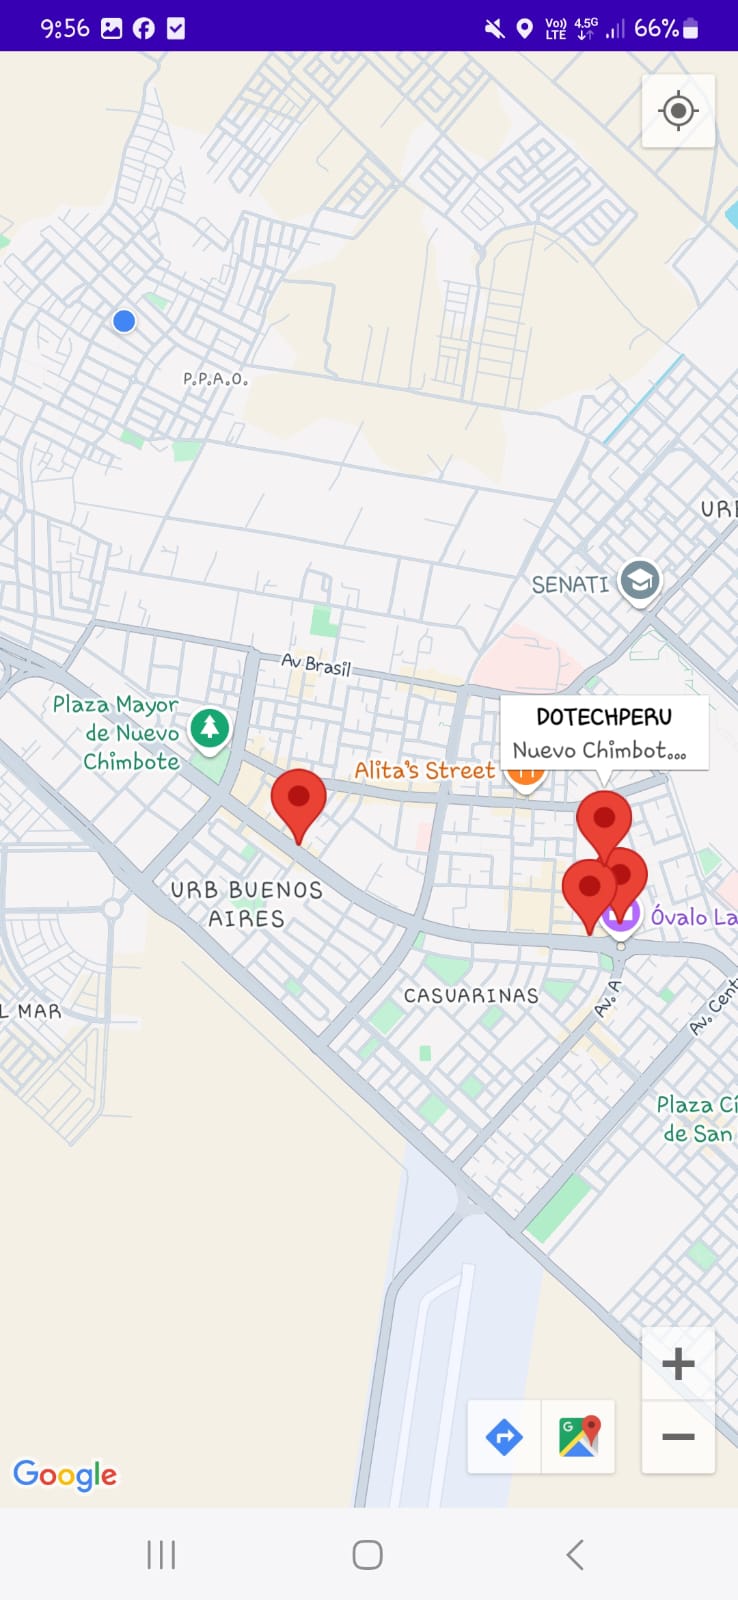 9:56
Vo)) 4.5G
LTE
66%
P.P.A.O.
URB
SENATI
Av Brasil
Plaza Mayor
de Nuevo
Chimbote
DOTECHPERU
Nuevo Chimbot...
Alita's Street
URB BUENOS
AIRES
Óvalo La
CASUARINAS
L MAR
Av. A
Av. Cent
Plaza Cí
de San
G
Google